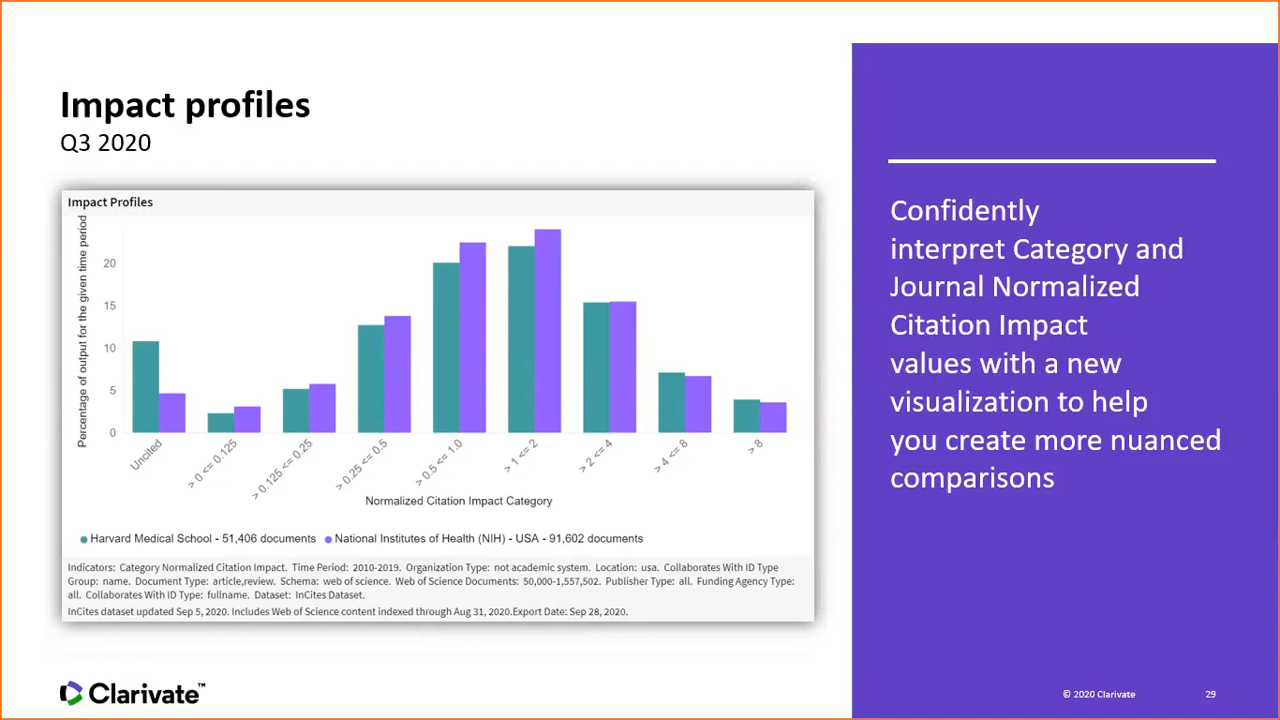 Impact profiles
Q3 2020
Impact Profiles
Percentage of output for the given time period
20
15
10
5
0
Uncited
> 0 <= 0.125
> 0.125 <= 0.25
> 0.25 <= 0.5
> 0.5 <= 1.0
> 1 <= 2
> 2 <= 4
> 4 <= 8
> 8
Normalized Citation Impact Category
Harvard Medical School - 51,406 documents
National Institutes of Health (NIH) - USA - 91,602 documents
Indicators: Category Normalized Citation Impact. Time Period: 2010-2019. Organization Type: not academic system. Location: usa. Collaborates With ID Type
Group: name. Document Type: article,review. Schema: web of science. Web of Science Documents: 50,000-1,557,502. Publisher Type: all. Funding Agency Type:
all. Collaborates With ID Type: fullname. Dataset: InCites Dataset.
InCites dataset updated Sep 5, 2020. Includes Web of Science content indexed through Aug 31, 2020.Export Date: Sep 28, 2020.
Confidently
interpret Category and
Journal Normalized
Citation Impact
values with a new
visualization to help
you create more nuanced
comparisons
Clarivate™
© 2020 Clarivate
29